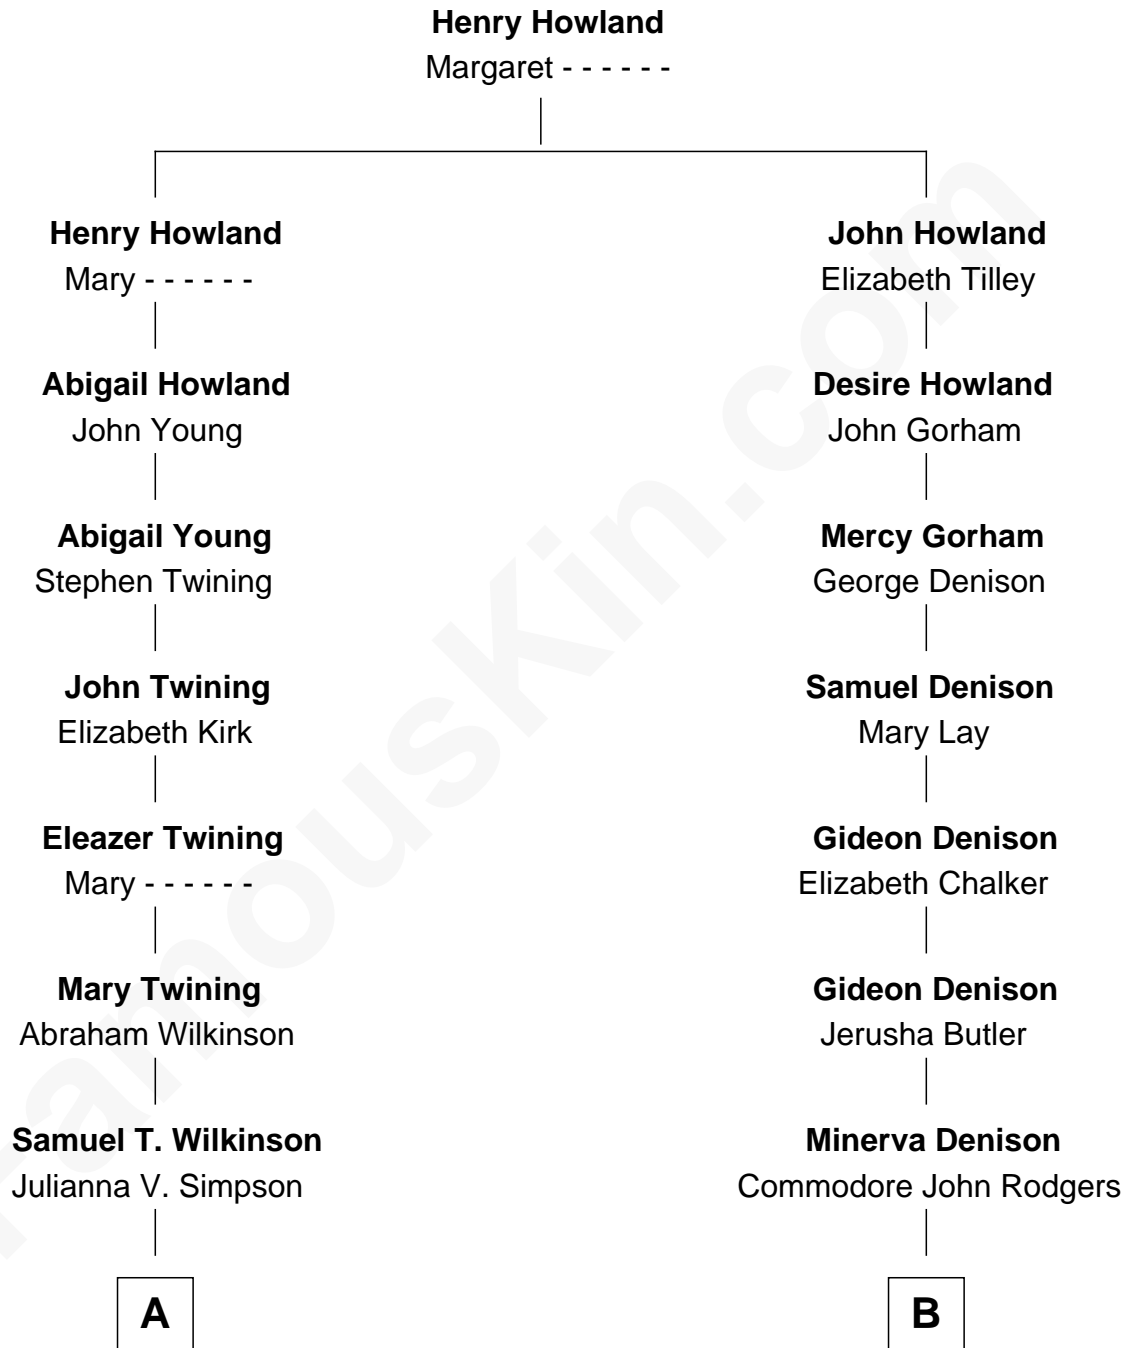 Henry Howland
Margaret - - - - - -
Henry Howland
Mary - - - - - -
Abigail Howland
John Young
Abigail Young
Stephen Twining
John Twining
Elizabeth Kirk
Eleazer Twining
Mary - - - - - -
Mary Twining
Abraham Wilkinson
Samuel T. Wilkinson
Julianna V. Simpson
A
John Howland
Elizabeth Tilley
Desire Howland
John Gorham
Mercy Gorham
George Denison
Samuel Denison
Mary Lay
Gideon Denison
Elizabeth Chalker
Gideon Denison
Jerusha Butler
Minerva Denison
Commodore John Rodgers
B
FamousKin.com